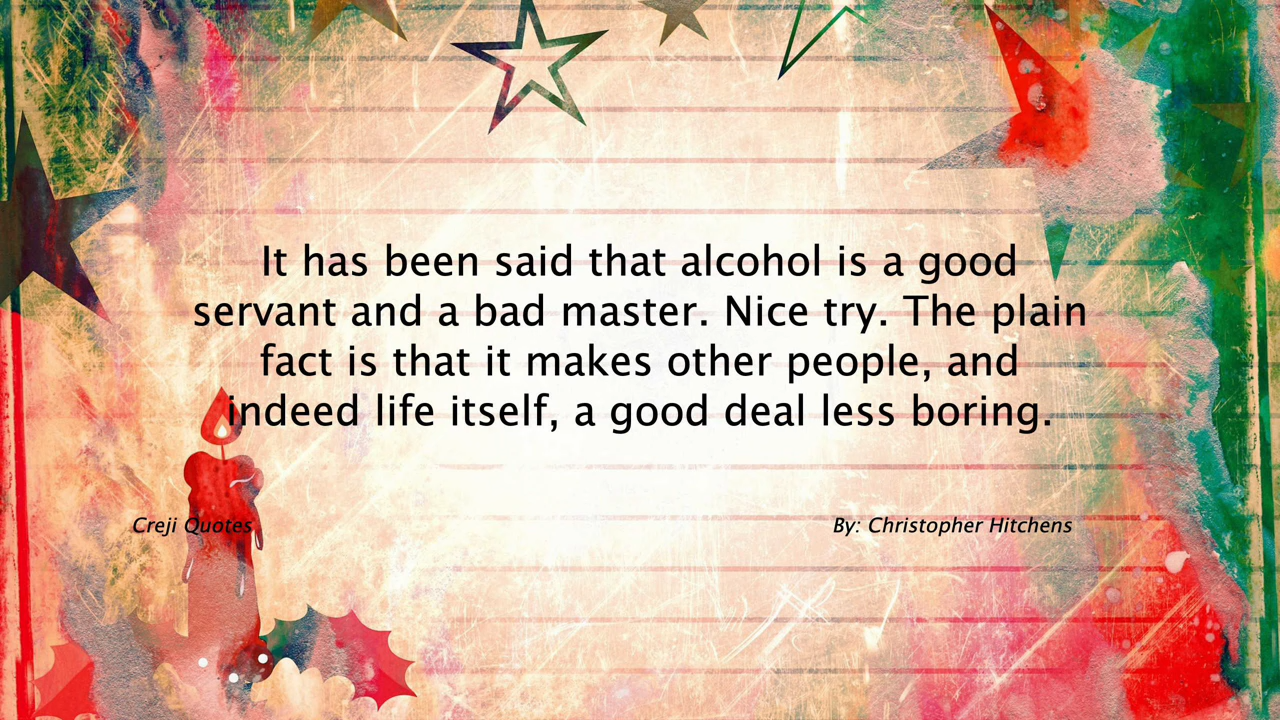 It has been said that alcohol is a good
servant and a bad master. Nice try. The plain
fact is that it makes other people, and
indeed life itself, a good deal less boring.
Creji Quotes
By: Christopher Hitchens